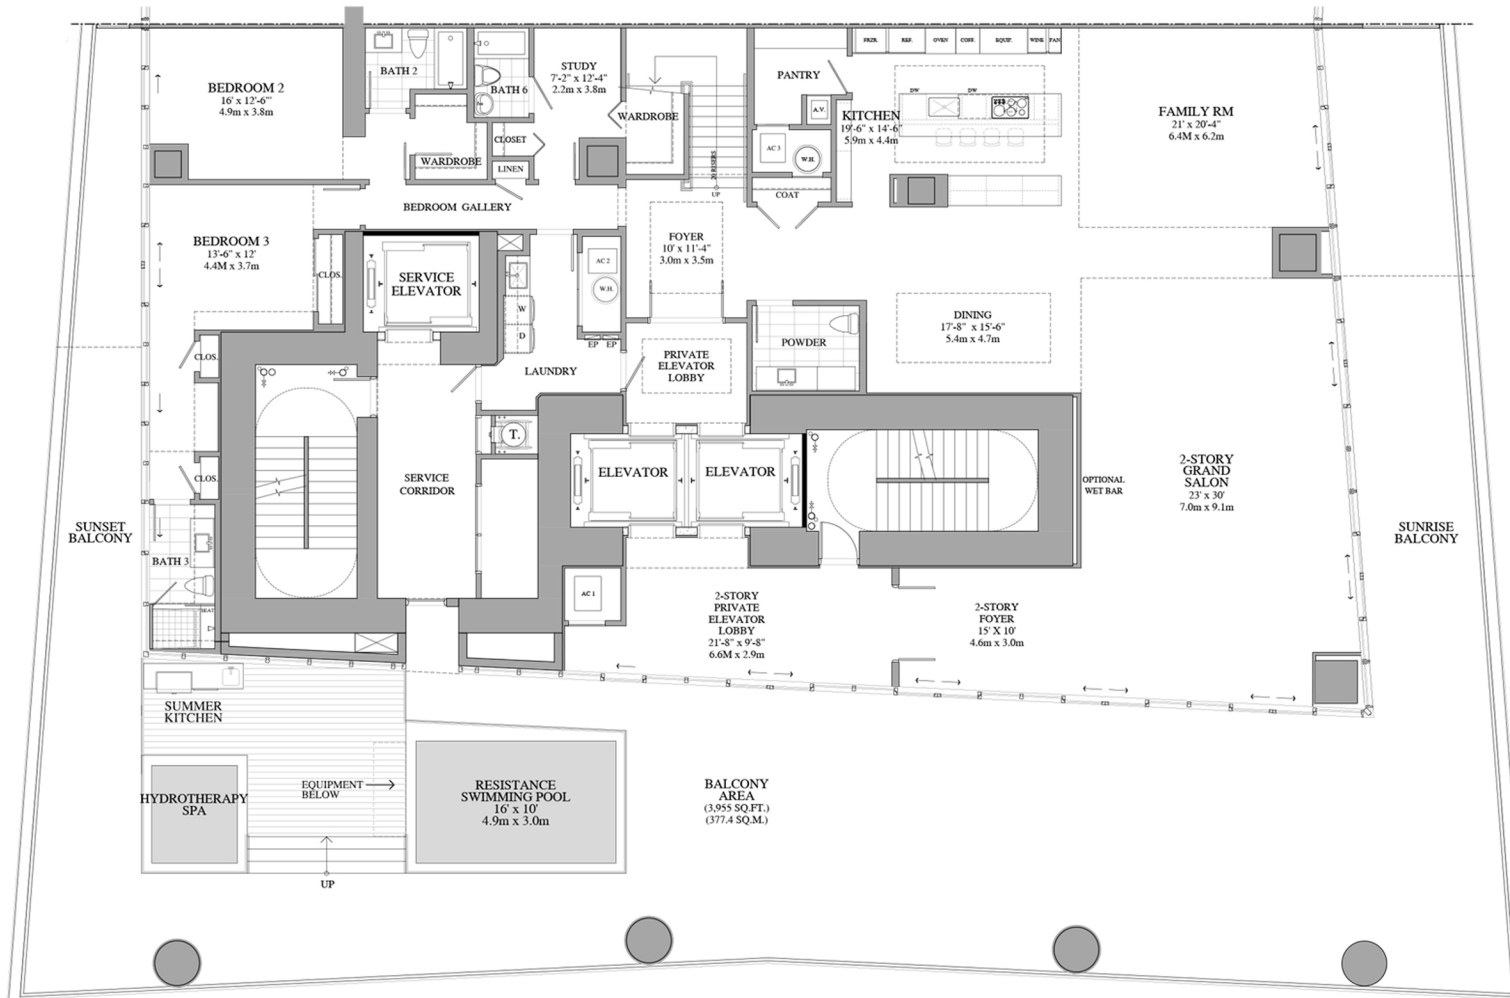 BEDROOM 2
16' x 12'-6"'
4.9m x 3.8m
BATH 2
BATH 6
STUDY
7'-2" x 12'-4"
2.2m x 3.8m
WARDROBE
CLOSET
LINEN
WARDROBE
20 RISERS
UP
PANTRY
A.V.
AC 3
W.H.
COAT
FRZR.
REF.
OVEN
COFF.
EQUIP.
WINE
PAN
DW
DW
KITCHEN
19'-6" x 14'-6"
5.9m x 4.4m
FAMILY RM
21' x 20'-4"
6.4M x 6.2m
BEDROOM GALLERY
BEDROOM 3
13'-6" x 12'
4.4M x 3.7m
CLOS.
SERVICE
ELEVATOR
AC 2
W.H.
W
D
EP
EP
LAUNDRY
FOYER
10' x 11'-4"
3.0m x 3.5m
PRIVATE
ELEVATOR
LOBBY
POWDER
DINING
17'-8" x 15'-6"
5.4m x 4.7m
CLOS.
CLOS.
SERVICE
CORRIDOR
T.
ELEVATOR
ELEVATOR
OPTIONAL
WET BAR
2-STORY
GRAND
SALON
23' x 30'
7.0m x 9.1m
SUNSET
BALCONY
SUNRISE
BALCONY
BATH 3
SEAT
AC 1
2-STORY
PRIVATE
ELEVATOR
LOBBY
21'-8" x 9'-8"
6.6M x 2.9m
2-STORY
FOYER
15' X 10'
4.6m x 3.0m
SUMMER
KITCHEN
HYDROTHERAPY
SPA
EQUIPMENT
BELOW
UP
RESISTANCE
SWIMMING POOL
16' x 10'
4.9m x 3.0m
BALCONY
AREA
(3,955 SQ.FT.)
(377.4 SQ.M.)